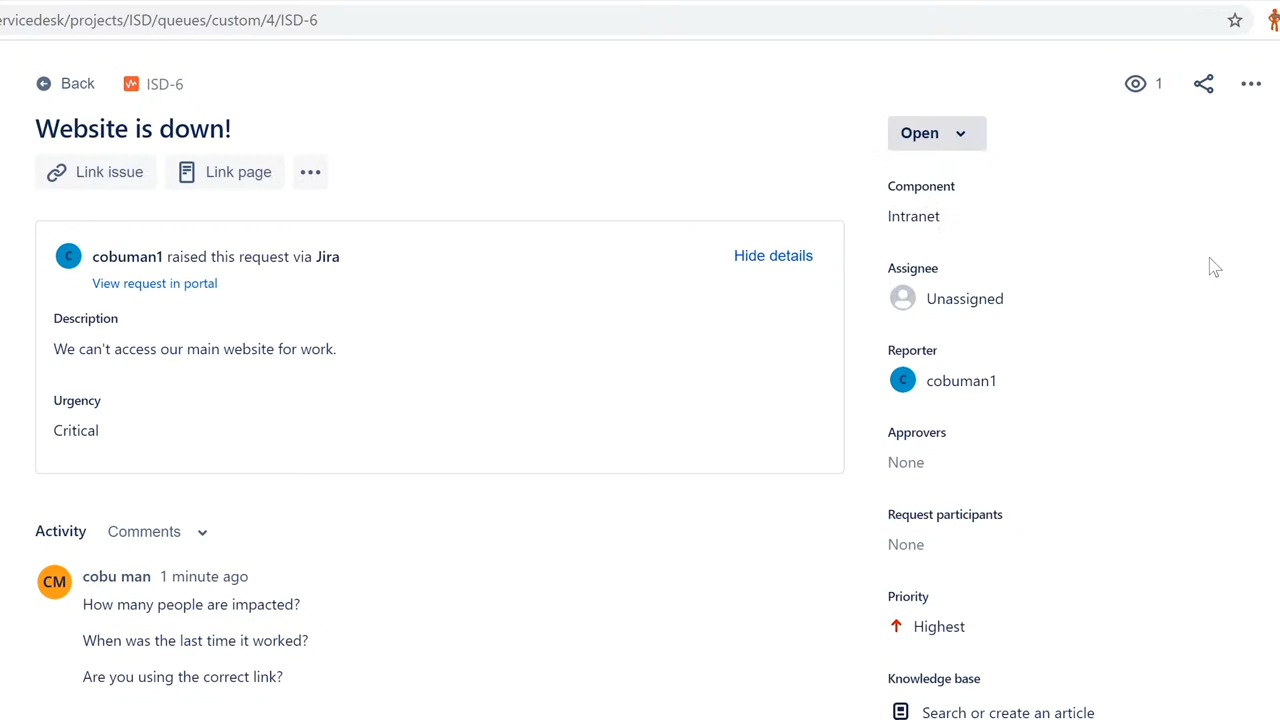 ervicedesk/projects/ISD/queues/custom/4/ISD-6
Back ISD-6
1
Website is down!
Open
Link issue Link page
Component
Intranet
C cobuman1 raised this request via Jira
Hide details
View request in portal
Assignee
Unassigned
Description
We can't access our main website for work.
Reporter
C cobuman1
Urgency
Critical
Approvers
None
Request participants
None
Activity Comments
CM cobu man 1 minute ago
How many people are impacted?
When was the last time it worked?
Are you using the correct link?
Priority
Highest
Knowledge base
Search or create an article